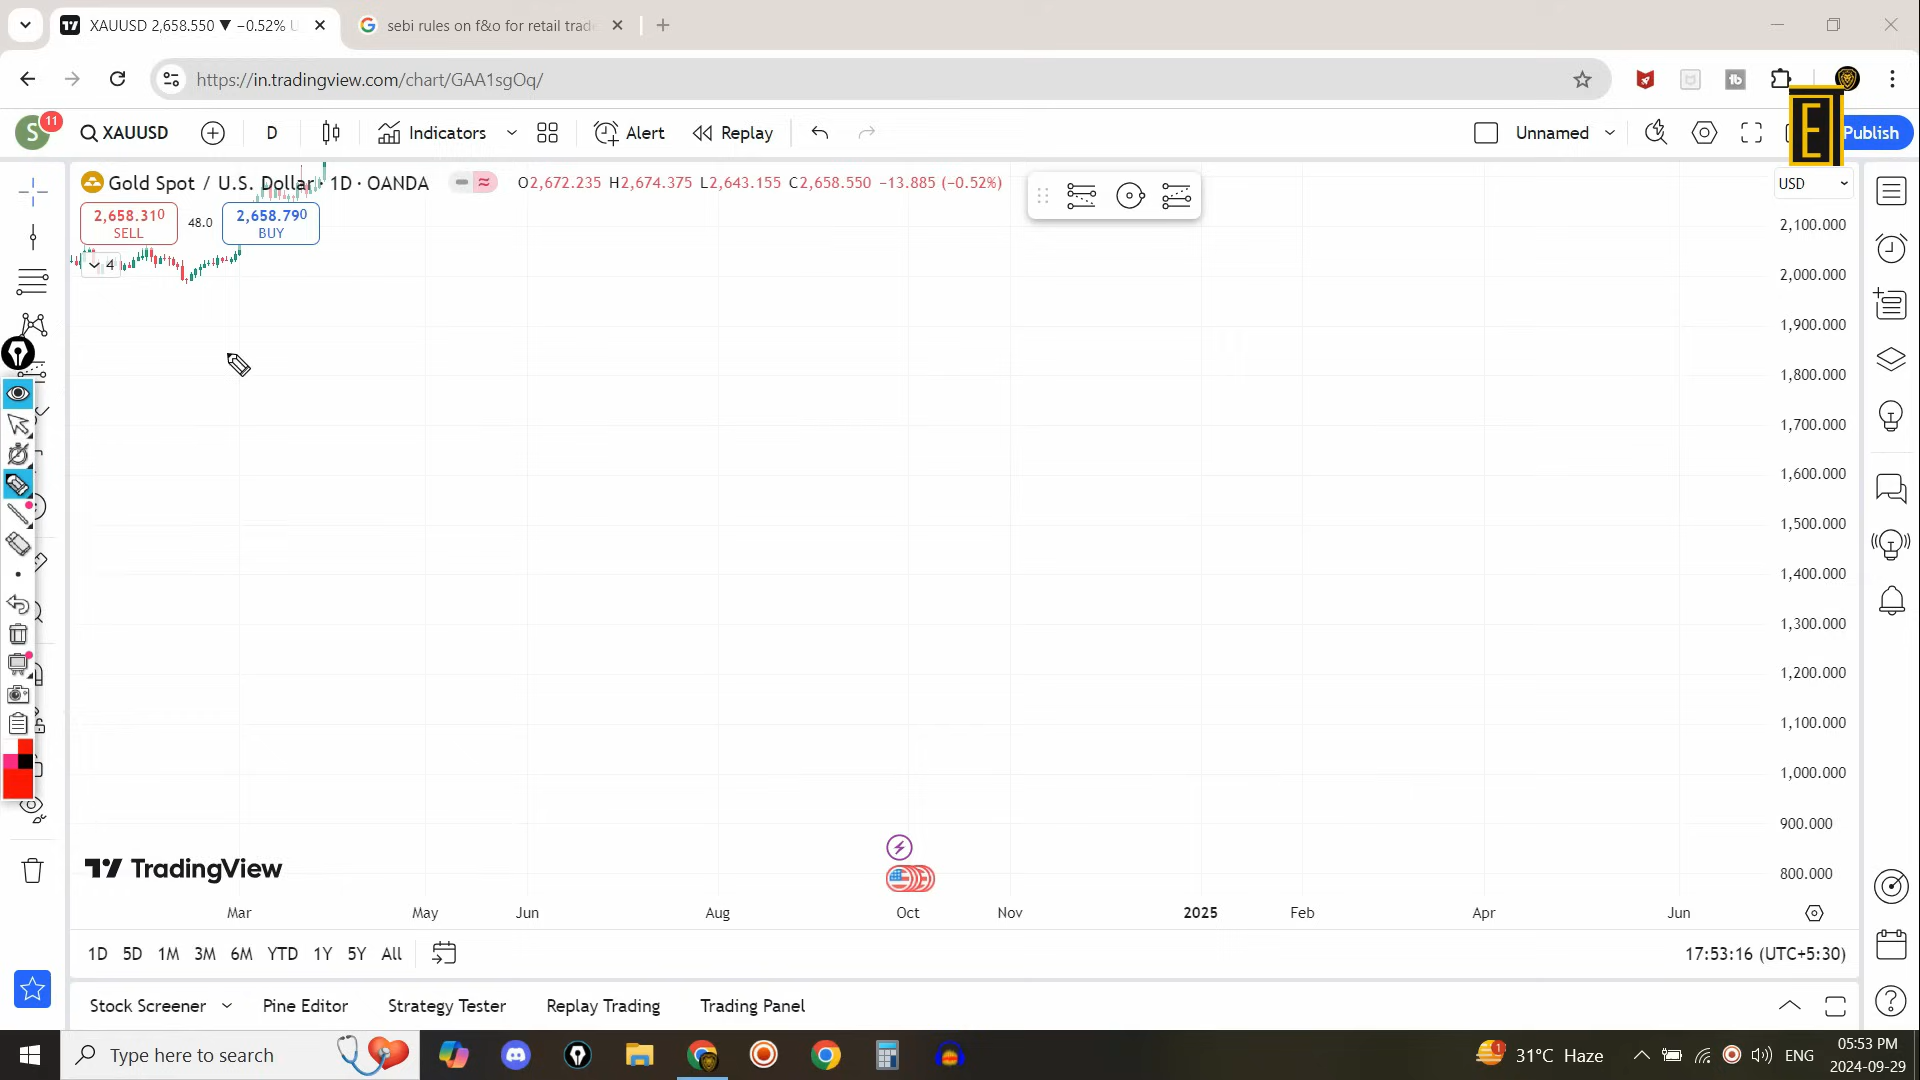 XAUUSD 2,658.550 ▼ −0.52% U
sebi rules on f&o for retail trade
https://in.tradingview.com/chart/GAA1sgOq/
S
11
XAUUSD
D
Indicators
Alert
Replay
Unnamed
E
Publish
Gold Spot / U.S. Dollar · 1D · OANDA
O2,672.235 H2,674.375 L2,643.155 C2,658.550 −13.885 (−0.52%)
USD
2,658.310
SELL
48.0
2,658.790
BUY
4
2,100.000
2,000.000
1,900.000
1,800.000
1,700.000
1,600.000
1,500.000
1,400.000
1,300.000
1,200.000
1,100.000
1,000.000
900.000
800.000
TradingView
Mar May Jun Aug Oct Nov 2025 Feb Apr Jun
1D 5D 1M 3M 6M YTD 1Y 5Y All
17:53:16 (UTC+5:30)
Stock Screener Pine Editor Strategy Tester Replay Trading Trading Panel
Type here to search
1
31°C Haze
ENG
05:53 PM
2024-09-29